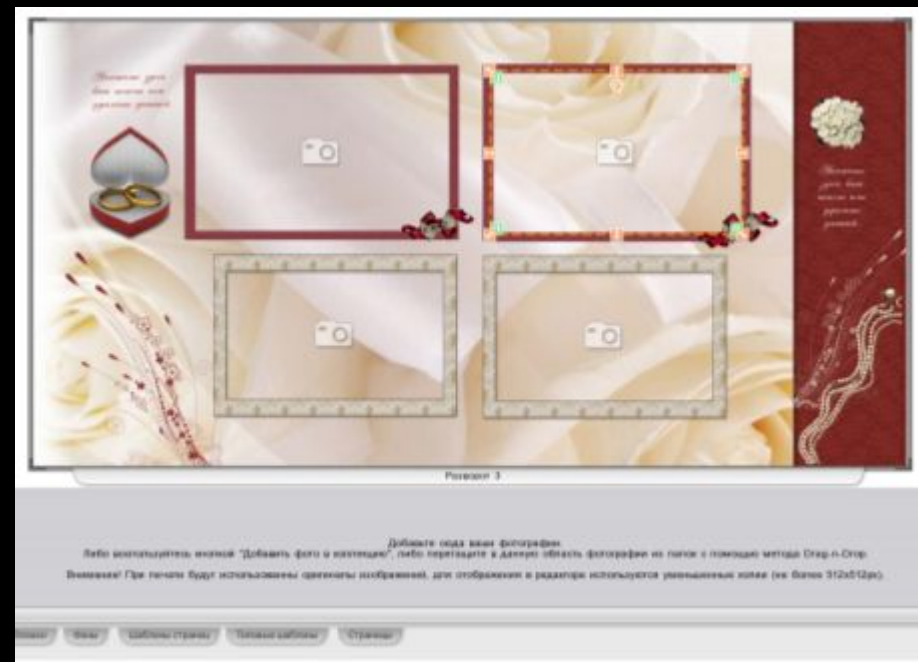 Разворот 3
Добавьте сюда ваши фотографии.
Либо воспользуйтесь кнопкой "Добавить фото в коллекцию", либо перетащите в данную область фотографии из папок с помощью метода Drag-n-Drop.
Внимание! При печати будут использованны оригиналы изображений, для отображения в редакторе используются уменьшенные копии (не более 512x512px).
Фоны
Шаблоны страниц
Готовые шаблоны
Страницы